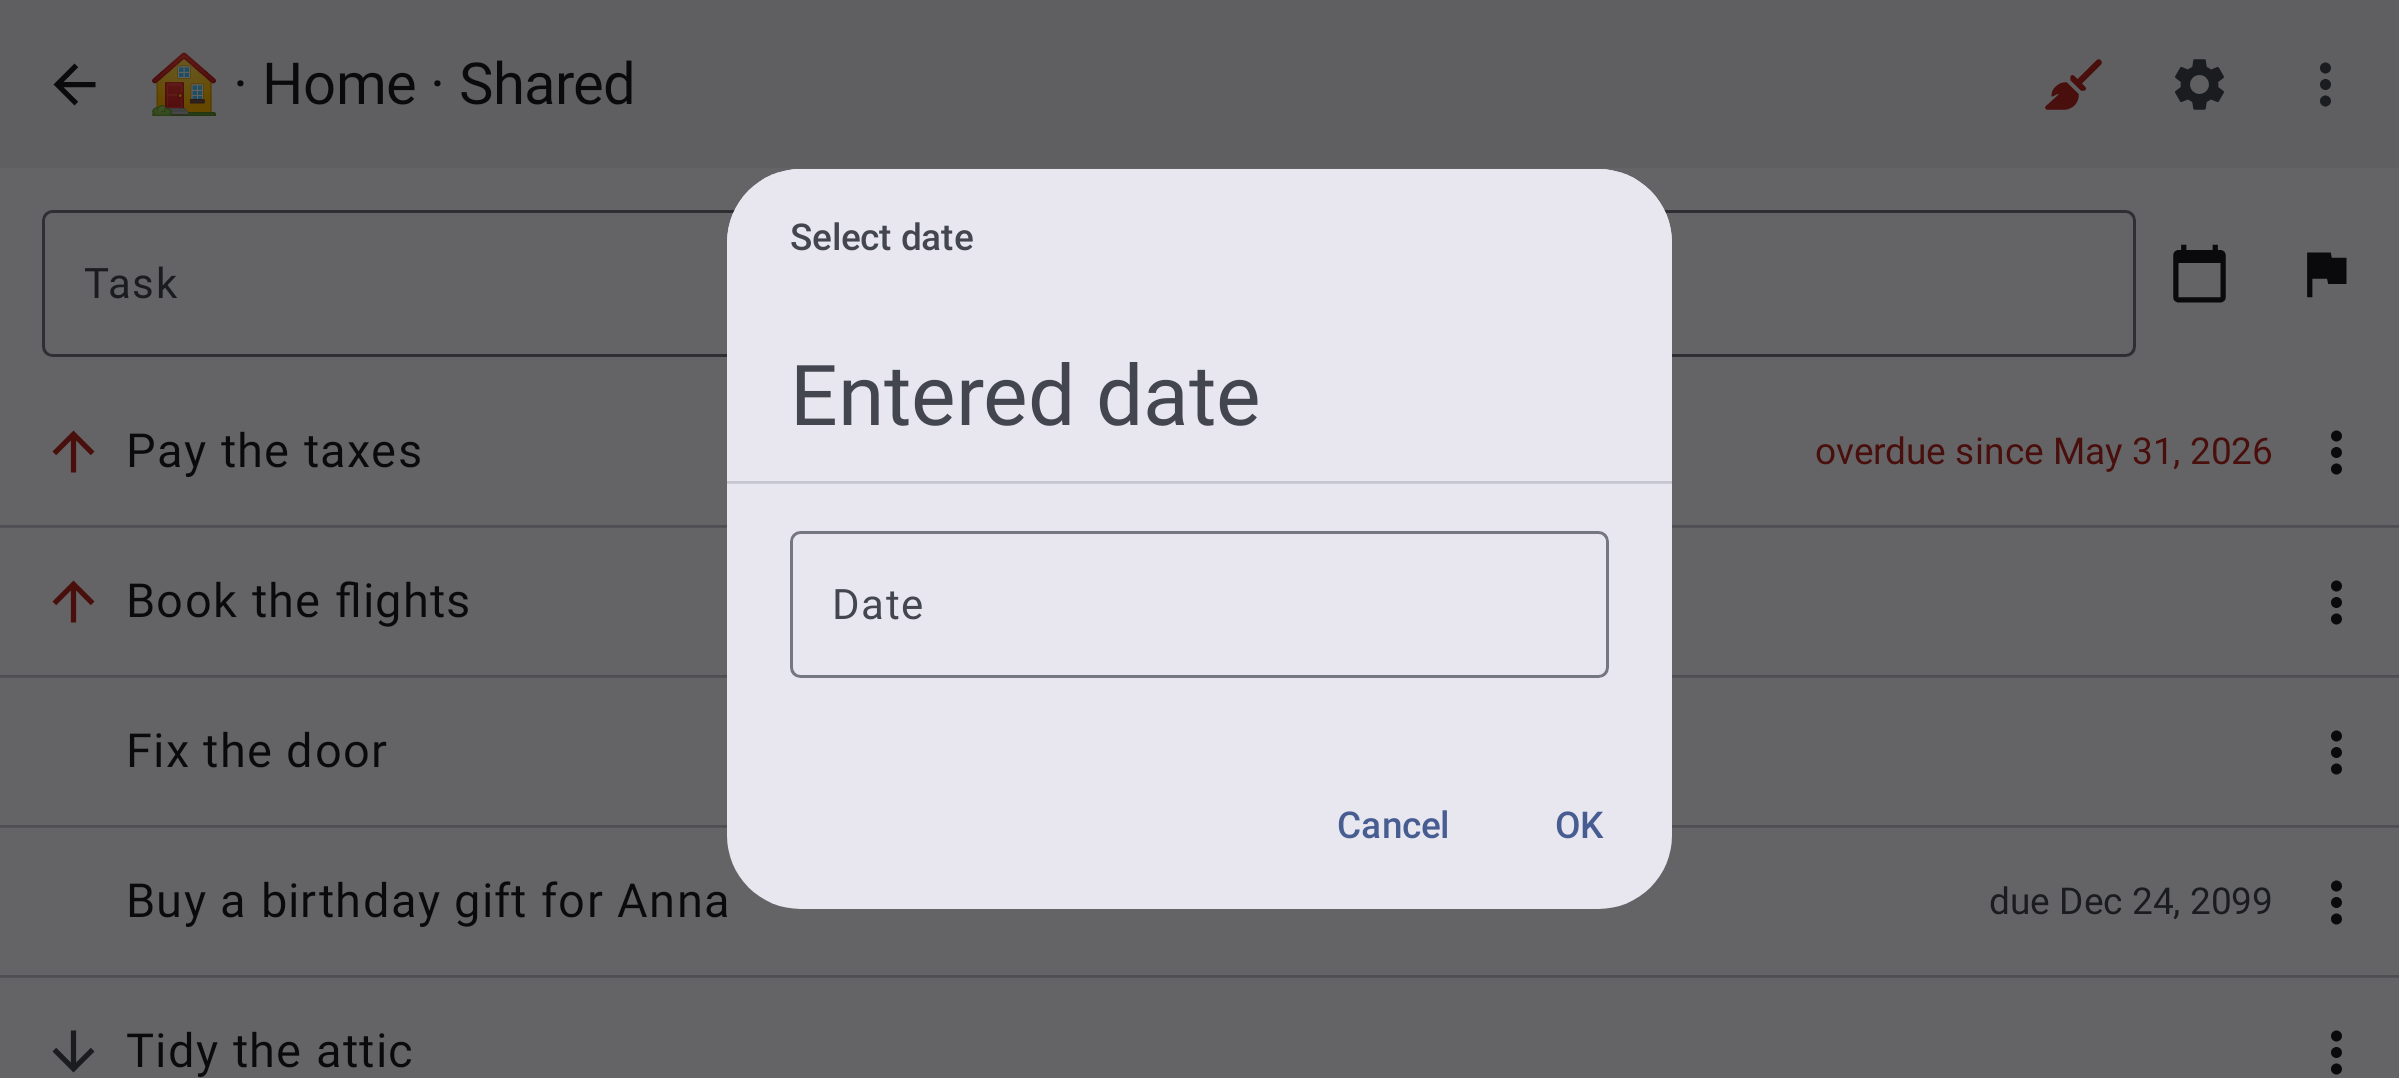 · Home · Shared
Task
Select date
Entered date
Date
Cancel
OK
Pay the taxes
overdue since May 31, 2026
Book the flights
Fix the door
Buy a birthday gift for Anna
due Dec 24, 2099
Tidy the attic